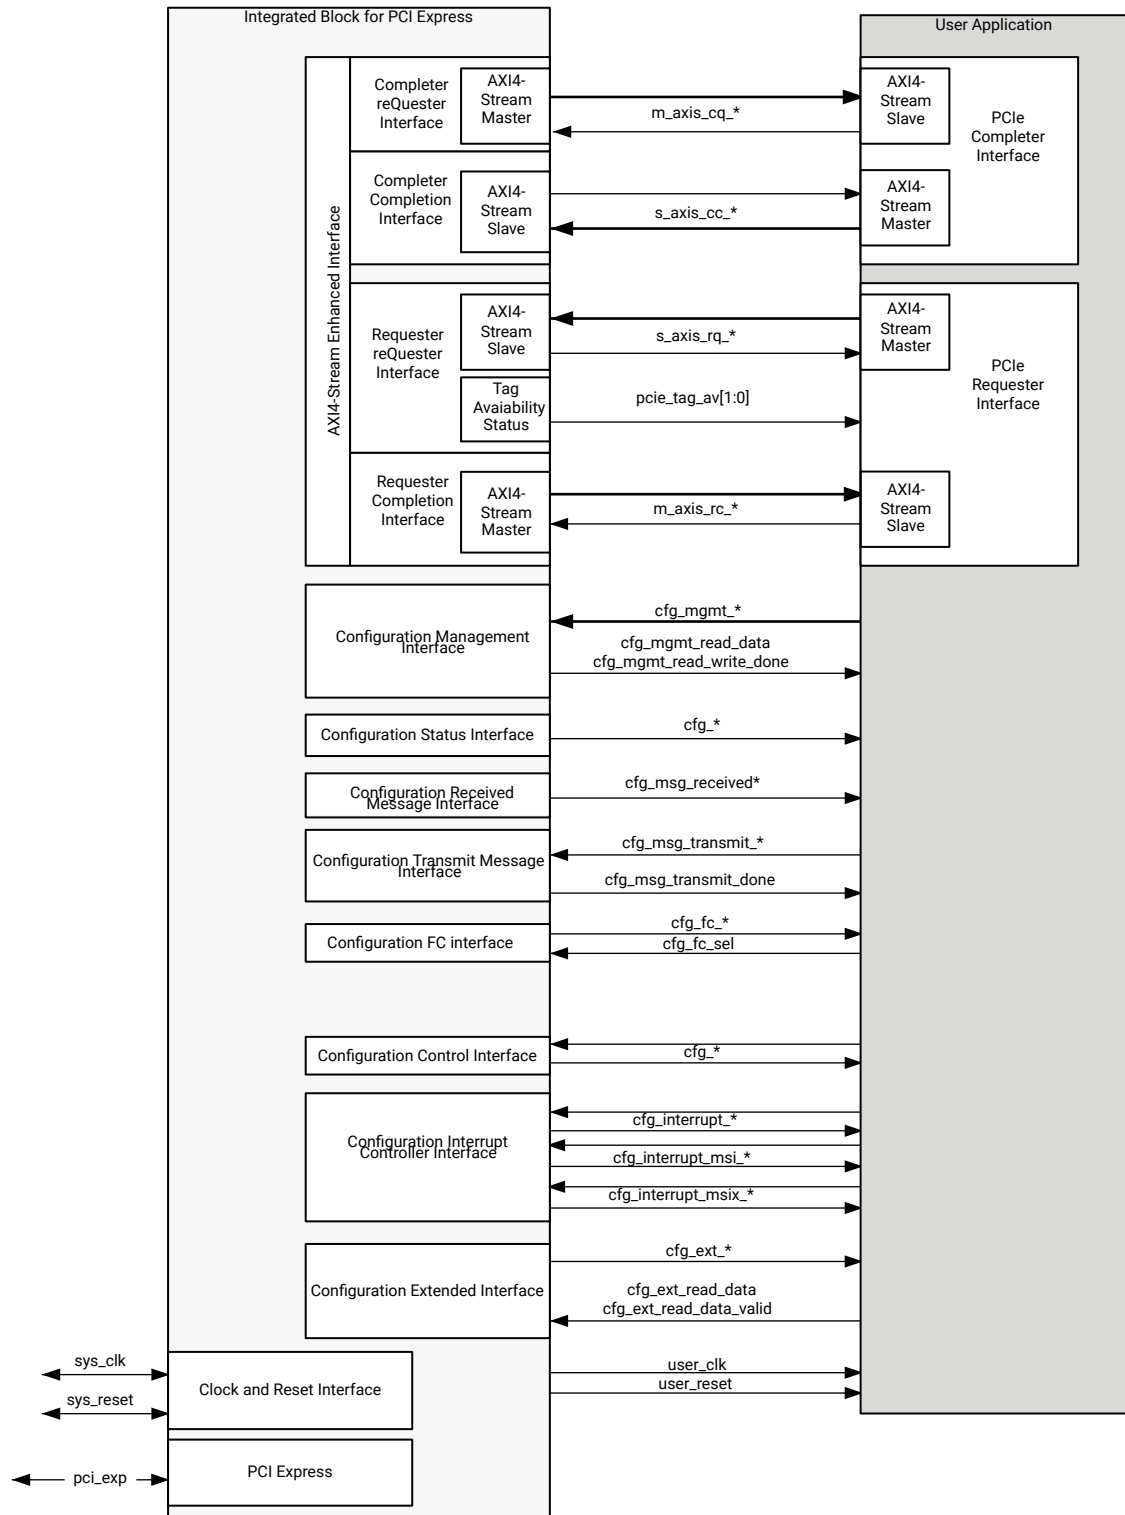 Integrated Block for PCI Express
User Application
AXI4-Stream Enhanced Interface
Completer
reQuester
Interface
AXI4-
Stream
Master
m_axis_cq_*
AXI4-
Stream
Slave
PCIe
Completer
Interface
Completer
Completion
Interface
AXI4-
Stream
Slave
s_axis_cc_*
AXI4-
Stream
Master
Requester
reQuester
Interface
AXI4-
Stream
Slave
s_axis_rq_*
AXI4-
Stream
Master
PCIe
Requester
Interface
Tag
Avaiability
Status
pcie_tag_av[1:0]
Requester
Completion
Interface
AXI4-
Stream
Master
m_axis_rc_*
AXI4-
Stream
Slave
Configuration Management
Interface
cfg_mgmt_*
cfg_mgmt_read_data
cfg_mgmt_read_write_done
Configuration Status Interface
cfg_*
Configuration Received
Message Interface
cfg_msg_received*
Configuration Transmit Message
Interface
cfg_msg_transmit_*
cfg_msg_transmit_done
Configuration FC interface
cfg_fc_*
cfg_fc_sel
Configuration Control Interface
cfg_*
Configuration Interrupt
Controller Interface
cfg_interrupt_*
cfg_interrupt_msi_*
cfg_interrupt_msix_*
Configuration Extended Interface
cfg_ext_*
cfg_ext_read_data
cfg_ext_read_data_valid
sys_clk
sys_reset
Clock and Reset Interface
user_clk
user_reset
pci_exp
PCI Express